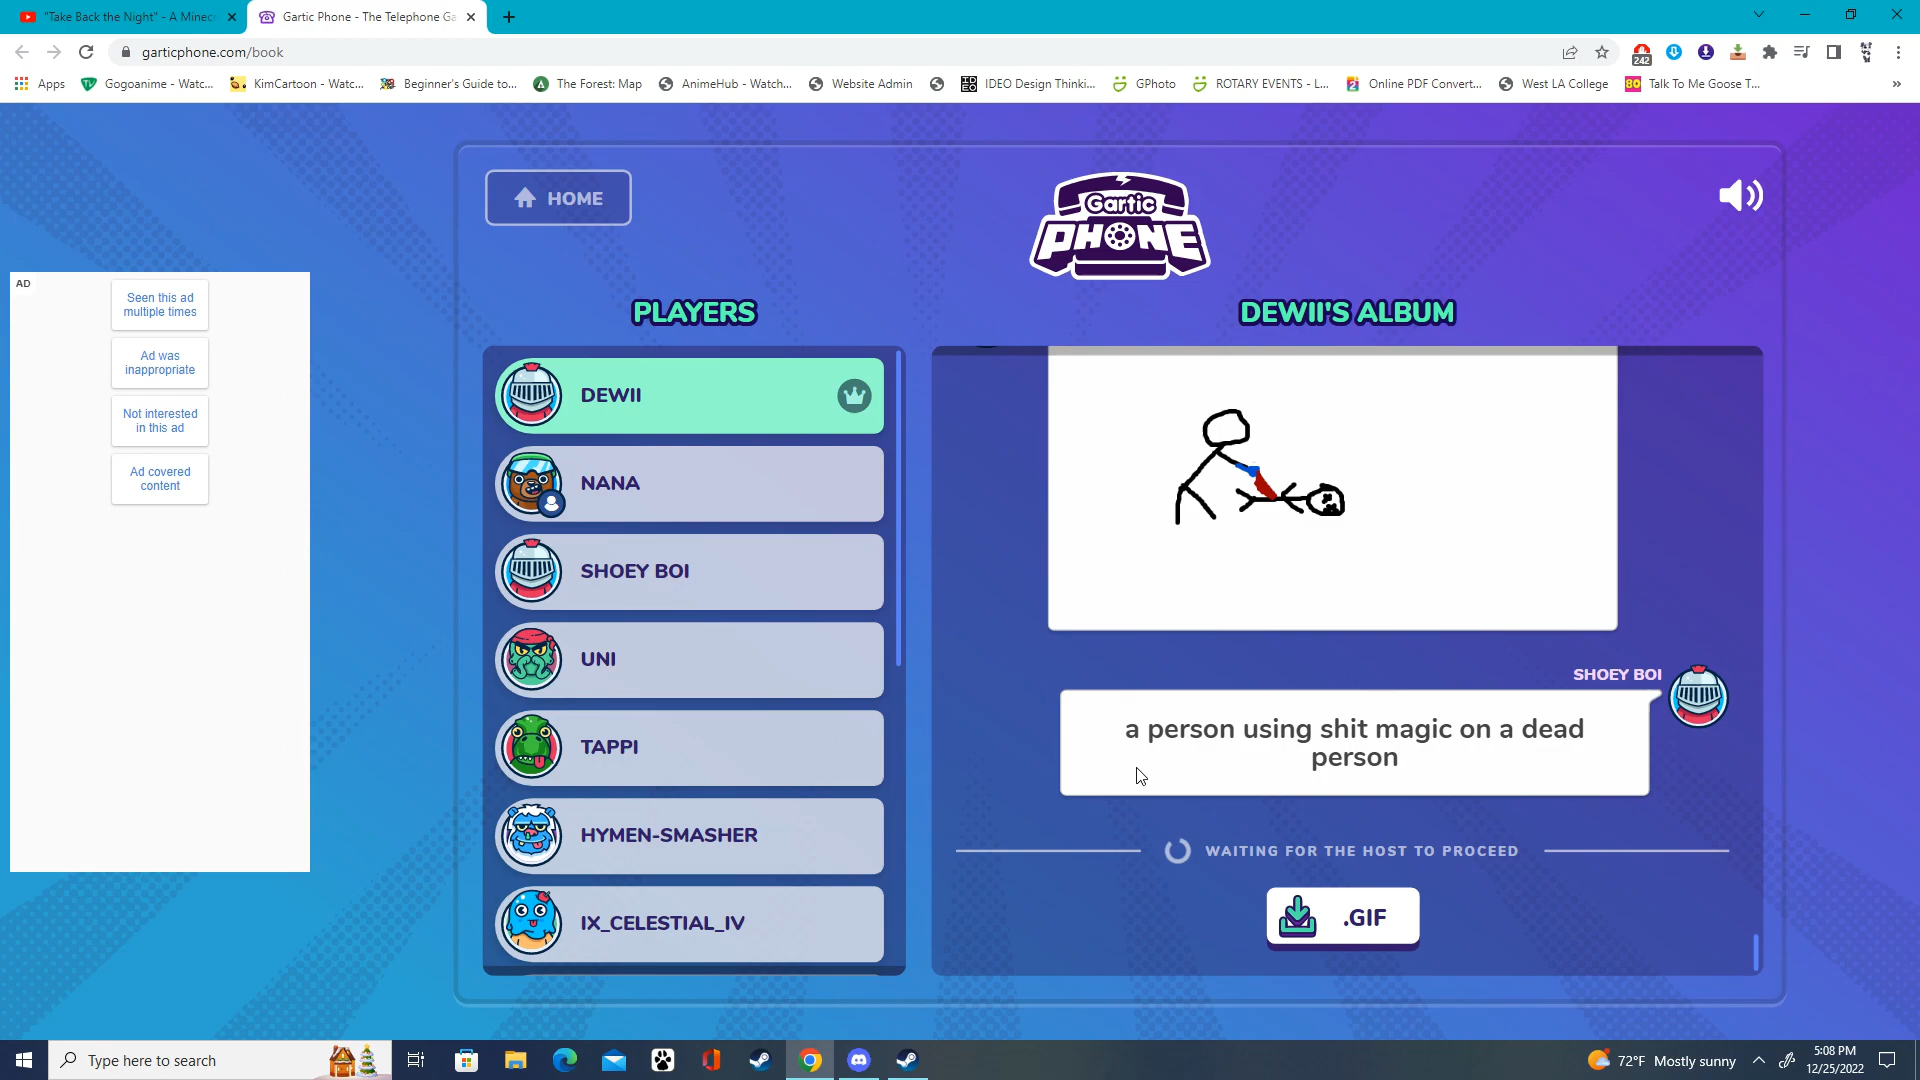 "Take Back the Night" - A Minec
Gartic Phone - The Telephone Ga
garticphone.com/book
242
Apps
Gogoanime - Watc...
KimCartoon - Watc...
Beginner's Guide to...
The Forest: Map
AnimeHub - Watch...
Website Admin
IDEO Design Thinki...
GPhoto
ROTARY EVENTS - L...
Online PDF Convert...
West LA College
80
Talk To Me Goose T...
»
HOME
Gartic
PHONE
AD
Seen this ad
multiple times
Ad was
inappropriate
Not interested
in this ad
Ad covered
content
PLAYERS
DEWII
NANA
SHOEY BOI
UNI
TAPPI
HYMEN-SMASHER
IX_CELESTIAL_IV
DEWII'S ALBUM
SHOEY BOI
a person using shit magic on a dead
person
WAITING FOR THE HOST TO PROCEED
.GIF
Type here to search
72°F Mostly sunny
5:08 PM
12/25/2022